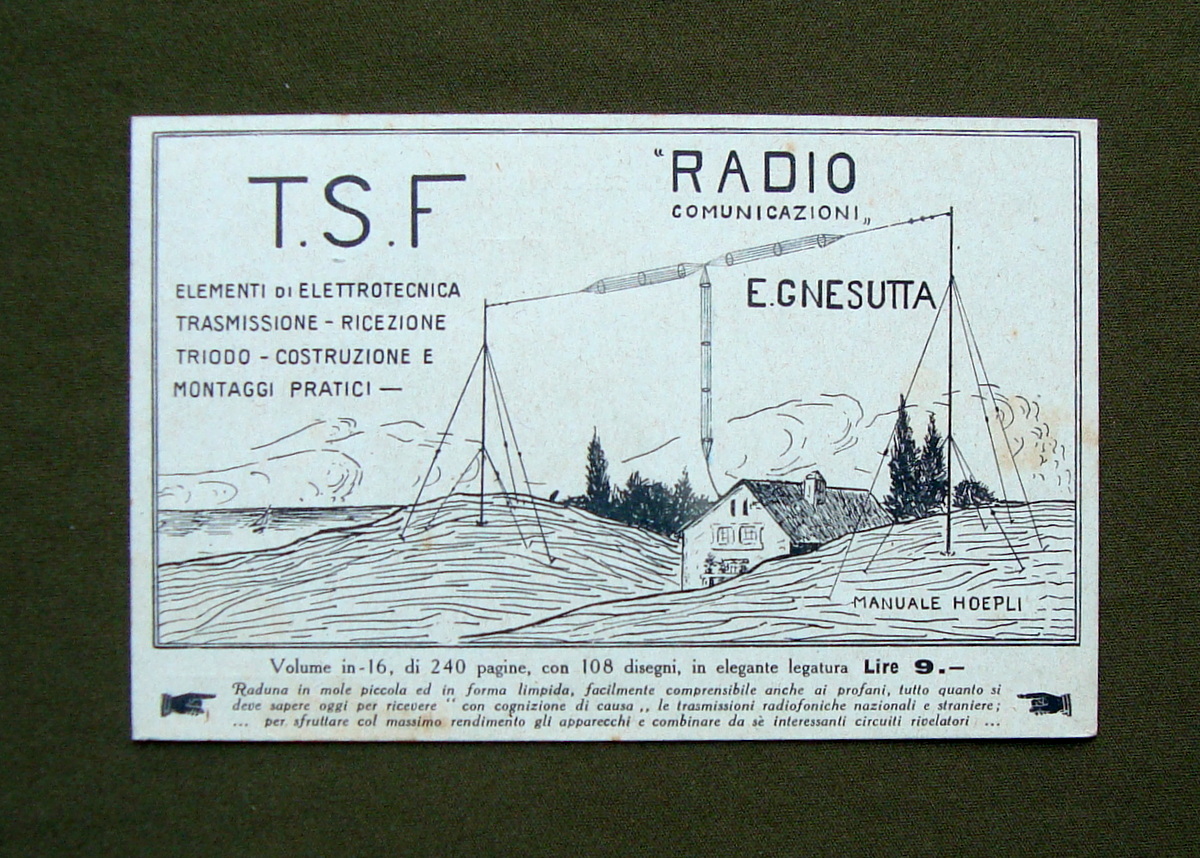 T.S.F
"RADIO
COMUNICAZIONI„
E.GNESUTTA
ELEMENTI DI ELETTROTECNICA
TRASMISSIONE - RICEZIONE
TRIODO - COSTRUZIONE E
MONTAGGI PRATICI —
MANUALE HOEPLI
Volume in-16, di 240 pagine, con 108 disegni, in elegante legatura Lire 9.—
Raduna in mole piccola ed in forma limpida, facilmente comprensibile anche ai profani, tutto quanto si
deve sapere oggi per ricevere " con cognizione di causa „ le trasmissioni radiofoniche nazionali e straniere;
... per sfruttare col massimo rendimento gli apparecchi e combinare da sè interessanti circuiti rivelatori ...